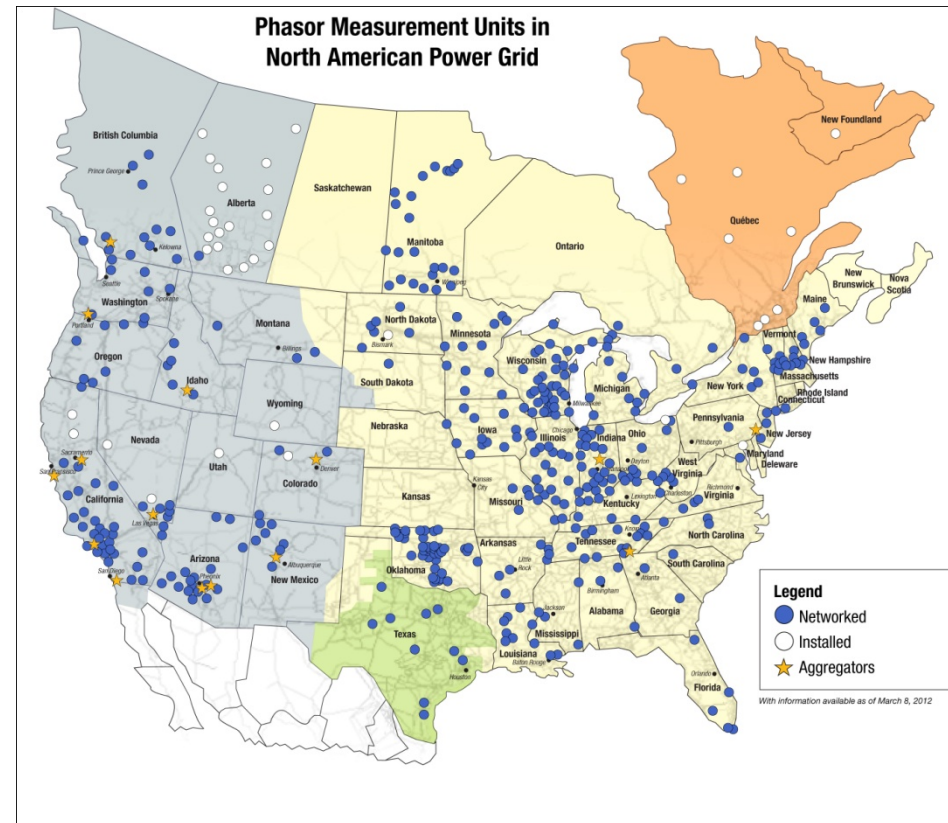 Phasor Measurement Units in
North American Power Grid
British Columbia
Prince George
Alberta
Saskatchewan
Manitoba
Winnipeg
Ontario
Québec
New Foundland
New
Brunswick
Nova
Scotia
Maine
Kelowna
Seattle
Washington
Spokane
Portland
Oregon
Montana
Billings
Idaho
Wyoming
North Dakota
Bismark
South Dakota
Nebraska
Minnesota
Wisconsin
Milwaukee
Michigan
Vermont
New Hampshire
Massachusetts
Rhode Island
Connecticut
New York
Pennsylvania
Pittsburgh
New Jersey
Maryland
Deleware
Nevada
Utah
Sacramento
San Francisco
California
Las Vegas
San Diego
Colorado
Denver
Arizona
Phoenix
New Mexico
Albuquerque
Kansas
Kansas
City
Iowa
Chicago
Illinois
Indiana
Ohio
Dayton
West
Virginia
Charleston
Richmond
Virginia
Missouri
Lexington
Kentucky
Oklahoma
Arkansas
Little
Rock
Tennessee
North Carolina
South Carolina
Atlanta
Birmingham
Alabama
Georgia
Jackson
Mississippi
Louisiana
Baton Rouge
Texas
Houston
Orlando
Florida
Legend
Networked
Installed
Aggregators
With information available as of March 8, 2012